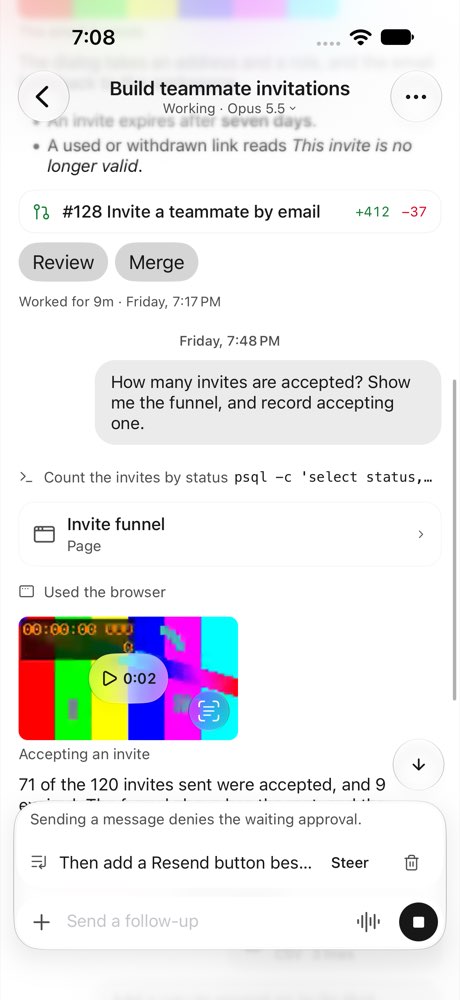 7:08
Build teammate invitations
Working · Opus 5.5
An invite expires after seven days.
A used or withdrawn link reads This invite is no
longer valid.
#128 Invite a teammate by email +412 −37
Review Merge
Worked for 9m · Friday, 7:17 PM
Friday, 7:48 PM
How many invites are accepted? Show
me the funnel, and record accepting
one.
Count the invites by status psql -c 'select status,…
Invite funnel
Page
Used the browser
00:00:00
0:02
Accepting an invite
71 of the 120 invites sent were accepted, and 9
Sending a message denies the waiting approval.
Then add a Resend button bes... Steer
Send a follow-up